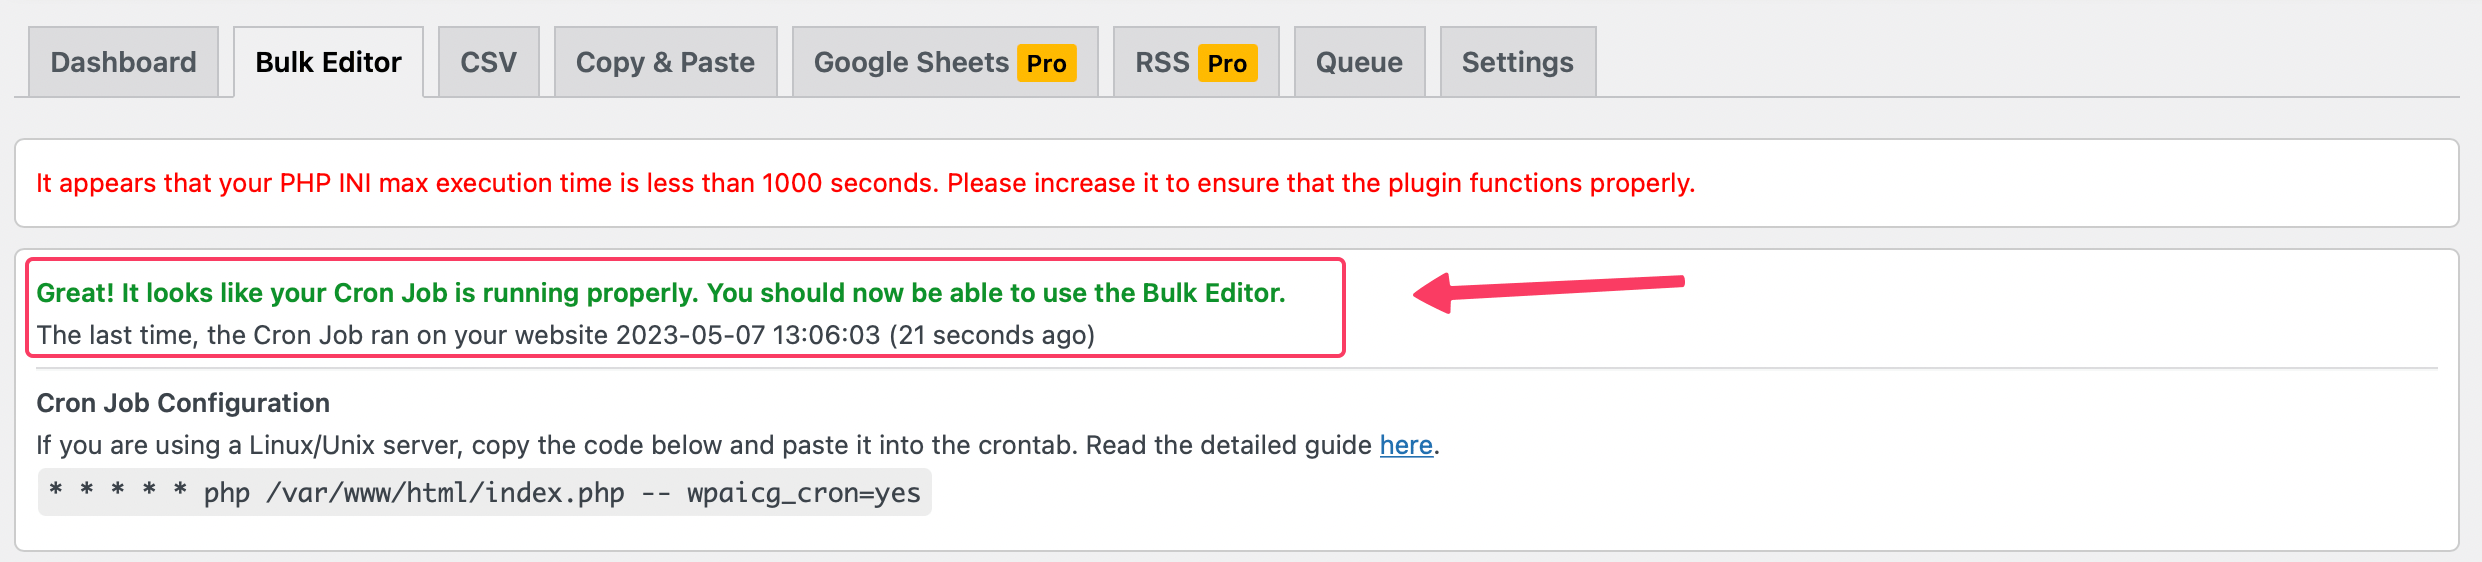 Dashboard Bulk Editor CSV Copy & Paste Google Sheets Pro RSS Pro Queue Settings
It appears that your PHP INI max execution time is less than 1000 seconds. Please increase it to ensure that the plugin functions properly.
Great! It looks like your Cron Job is running properly. You should now be able to use the Bulk Editor.
The last time, the Cron Job ran on your website 2023-05-07 13:06:03 (21 seconds ago)
Cron Job Configuration
If you are using a Linux/Unix server, copy the code below and paste it into the crontab. Read the detailed guide here.
* * * * * php /var/www/html/index.php -- wpaicg_cron=yes